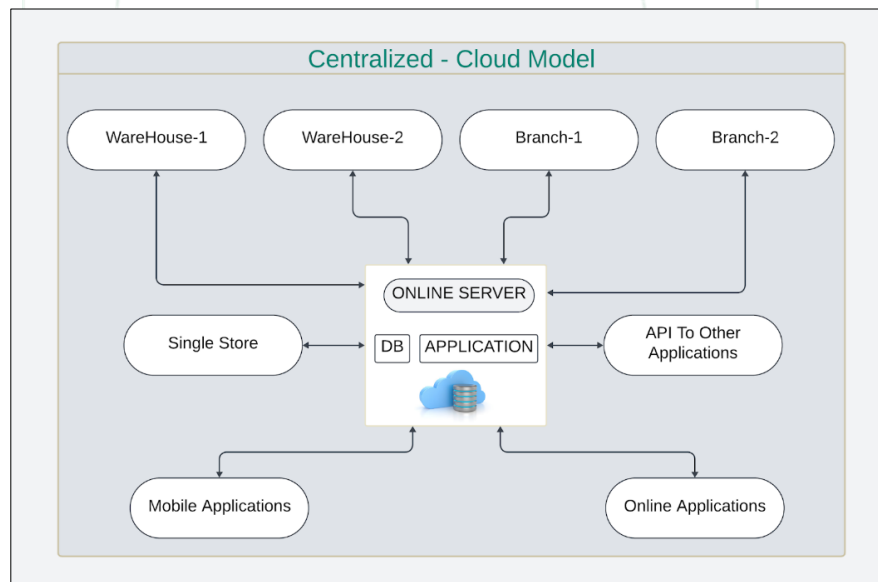 Centralized - Cloud Model
WareHouse-1
WareHouse-2
Branch-1
Branch-2
ONLINE SERVER
Single Store
DB
APPLICATION
API To Other
Applications
Mobile Applications
Online Applications